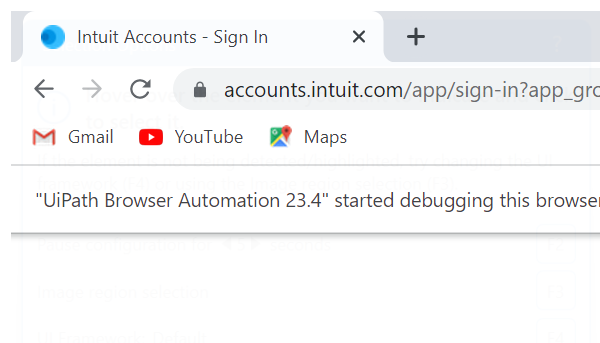 Intuit Accounts - Sign In
accounts.intuit.com/app/sign-in?app_gro
Gmail YouTube Maps
"UiPath Browser Automation 23.4" started debugging this browser